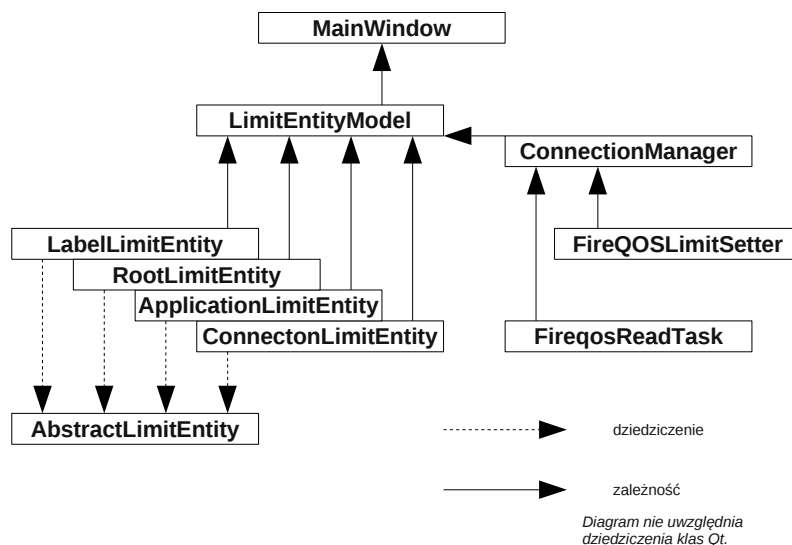 MainWindow
LimitEntityModel
ConnectionManager
LabelLimitEntity
FireQOSLimitSetter
RootLimitEntity
ApplicationLimitEntity
ConnectonLimitEntity
FireqosReadTask
AbstractLimitEntity
dziedziczenie
zależność
Diagram nie uwzględnia
dziedziczenia klas Qt.